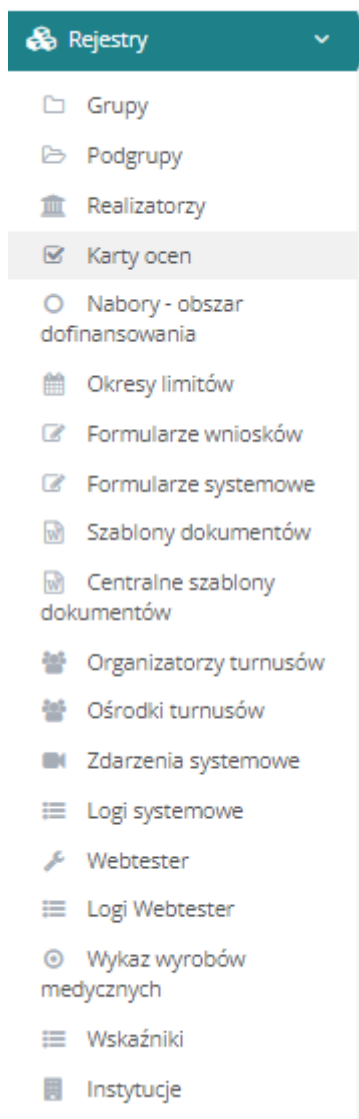 Rejestry
Grupy
Podgrupy
Realizatorzy
Karty ocen
Nabory - obszar
dofinansowania
Okresy limitów
Formularze wniosków
Formularze systemowe
Szablony dokumentów
Centralne szablony
dokumentów
Organizatorzy turnusów
Ośrodki turnusów
Zdarzenia systemowe
Logi systemowe
Webtester
Logi Webtester
Wykaz wyrobów
medycznych
Wskaźniki
Instytucje